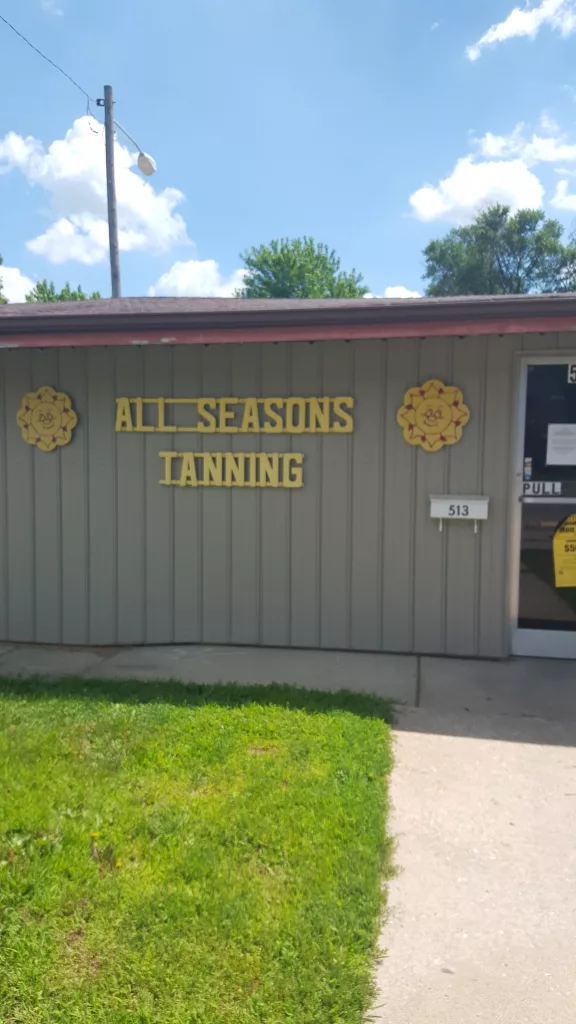 ALL SEASONS
TANNING
513
PULL